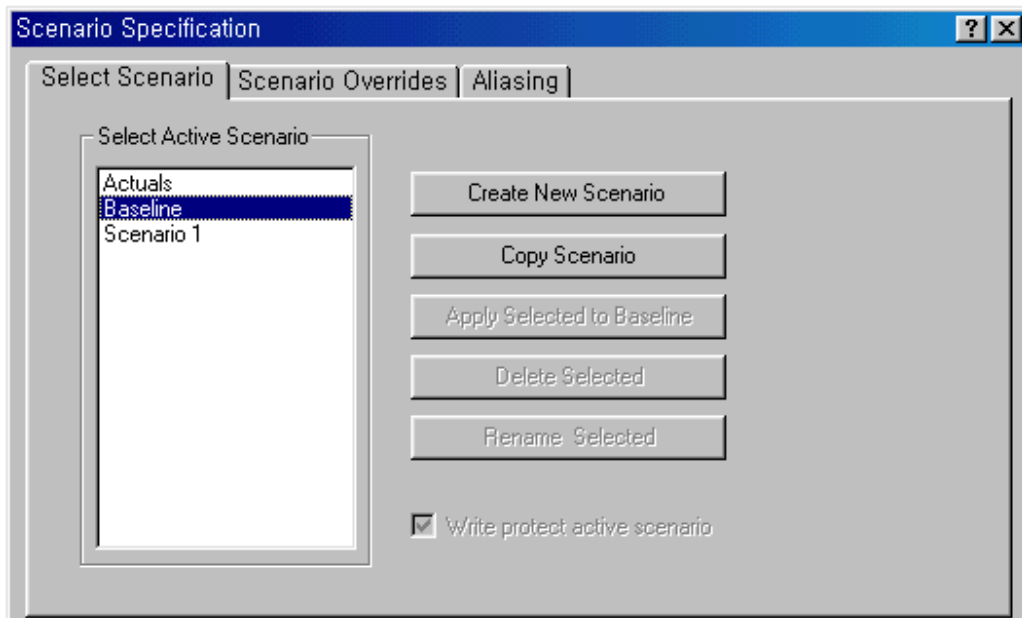 Scenario Specification
Select Scenario
Scenario Overrides
Aliasing
Select Active Scenario
Actuals
Baseline
Scenario 1
Create New Scenario
Copy Scenario
Apply Selected to Baseline
Delete Selected
Rename Selected
Write protect active scenario